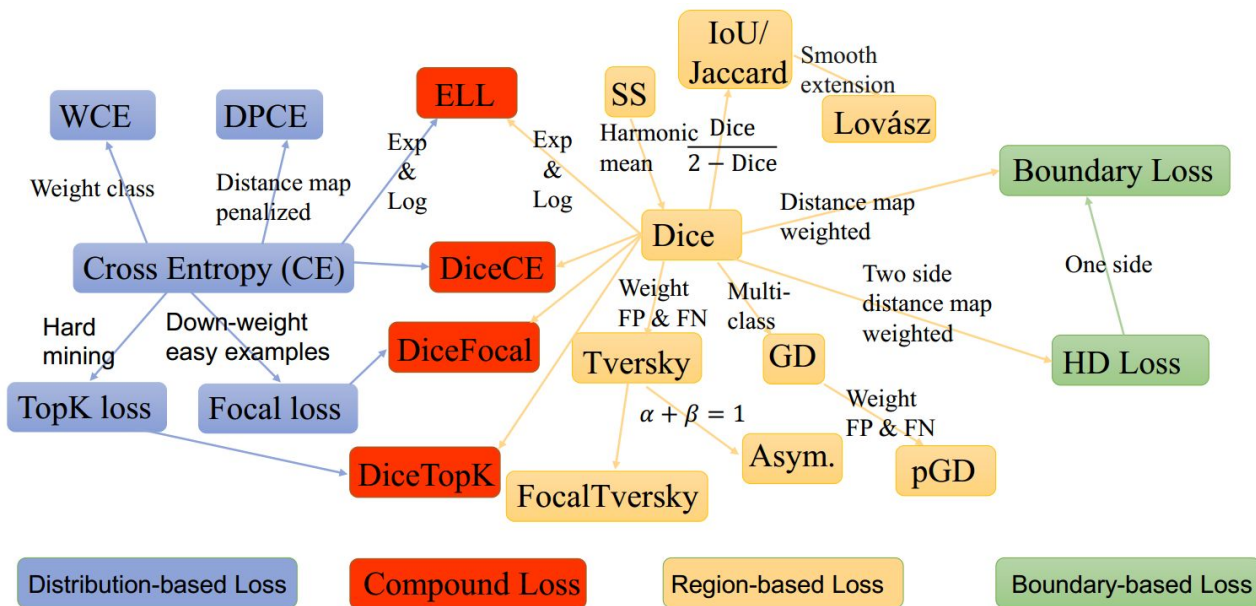 IoU/
Jaccard
Smooth
extension
Lovász
SS
ELL
WCE
DPCE
Harmonic
mean
Dice
2 − Dice
Exp
& 
Log
Exp
&
Log
Weight class
Distance map
penalized
Boundary Loss
Distance map
weighted
Dice
Cross Entropy (CE)
DiceCE
One side
Two side
distance map
weighted
Weight
FP & FN
Multi-
class
Hard
mining
Down-weight
easy examples
DiceFocal
Tversky
GD
HD Loss
TopK loss
Focal loss
α + β = 1
Weight
FP & FN
DiceTopK
FocalTversky
Asym.
pGD
Distribution-based Loss
Compound Loss
Region-based Loss
Boundary-based Loss